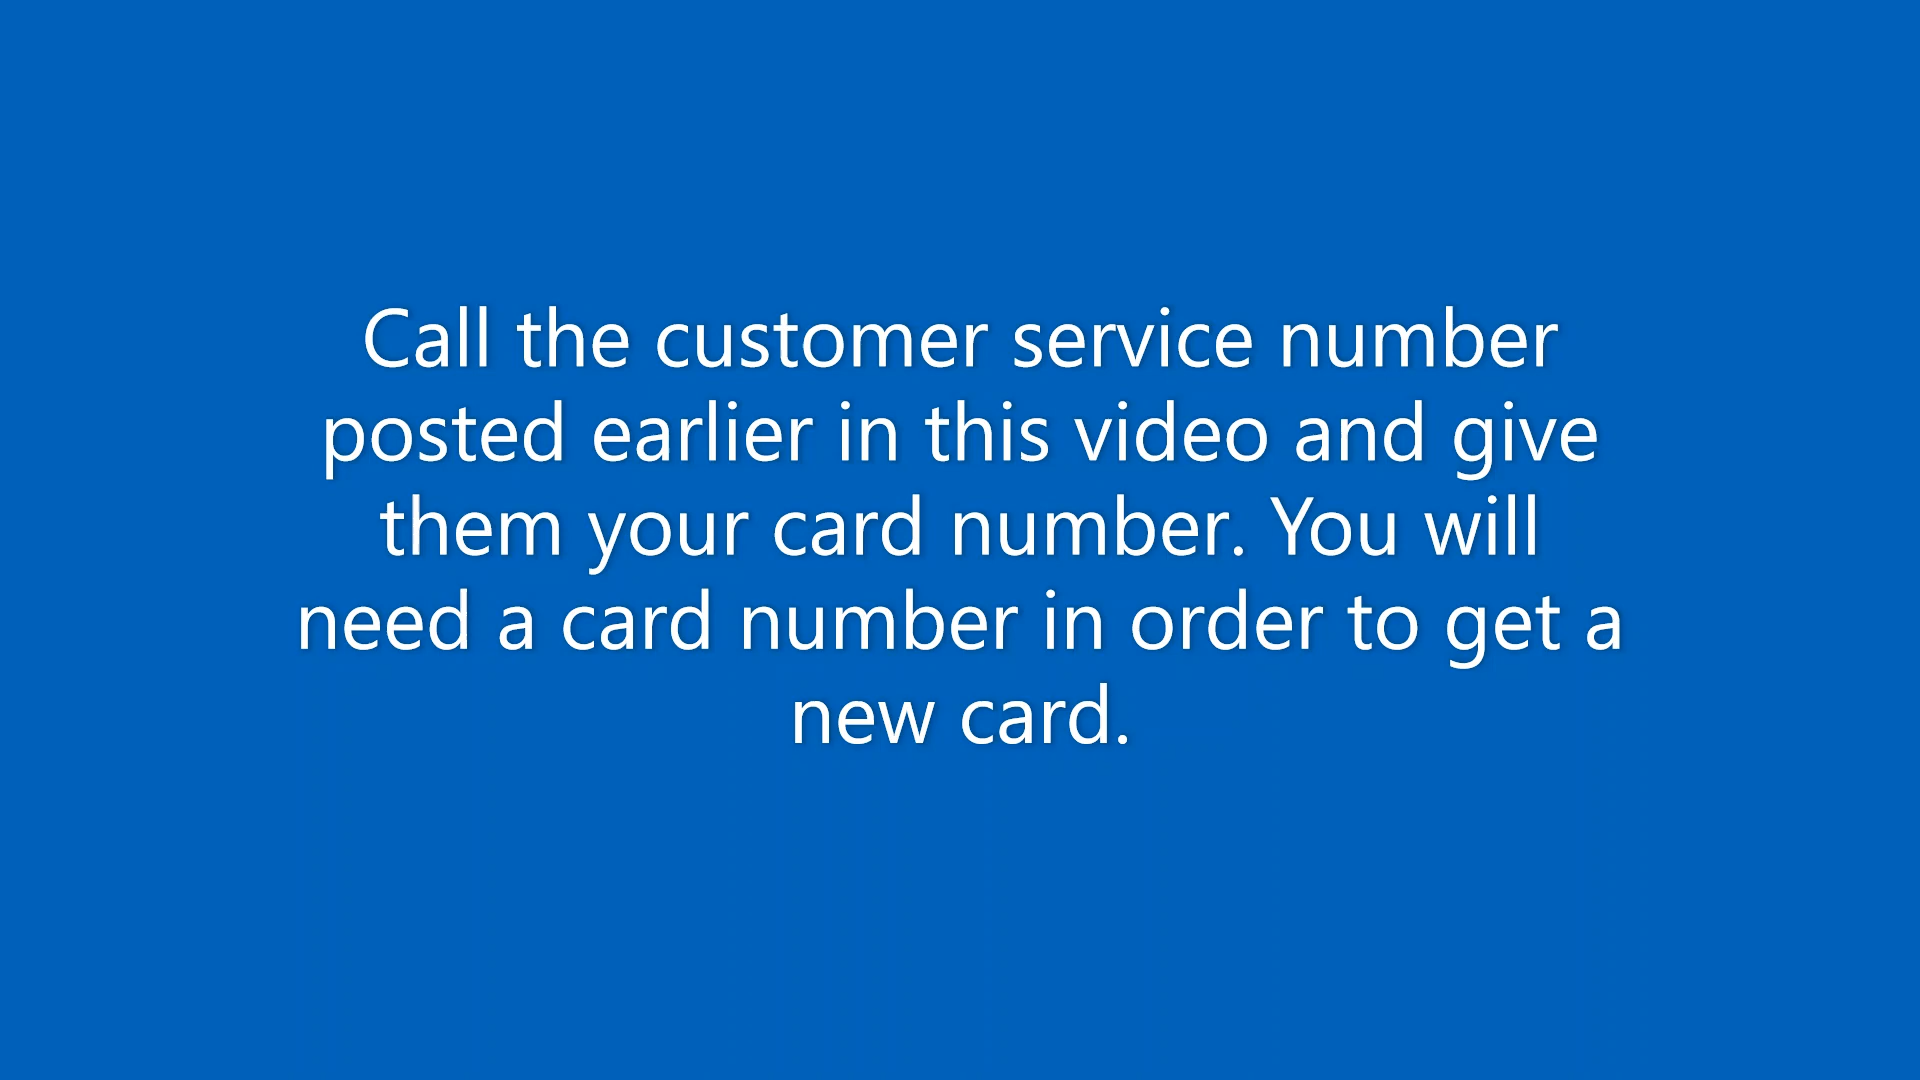 Call the customer service number
posted earlier in this video and give
them your card number. You will
need a card number in order to get a
new card.